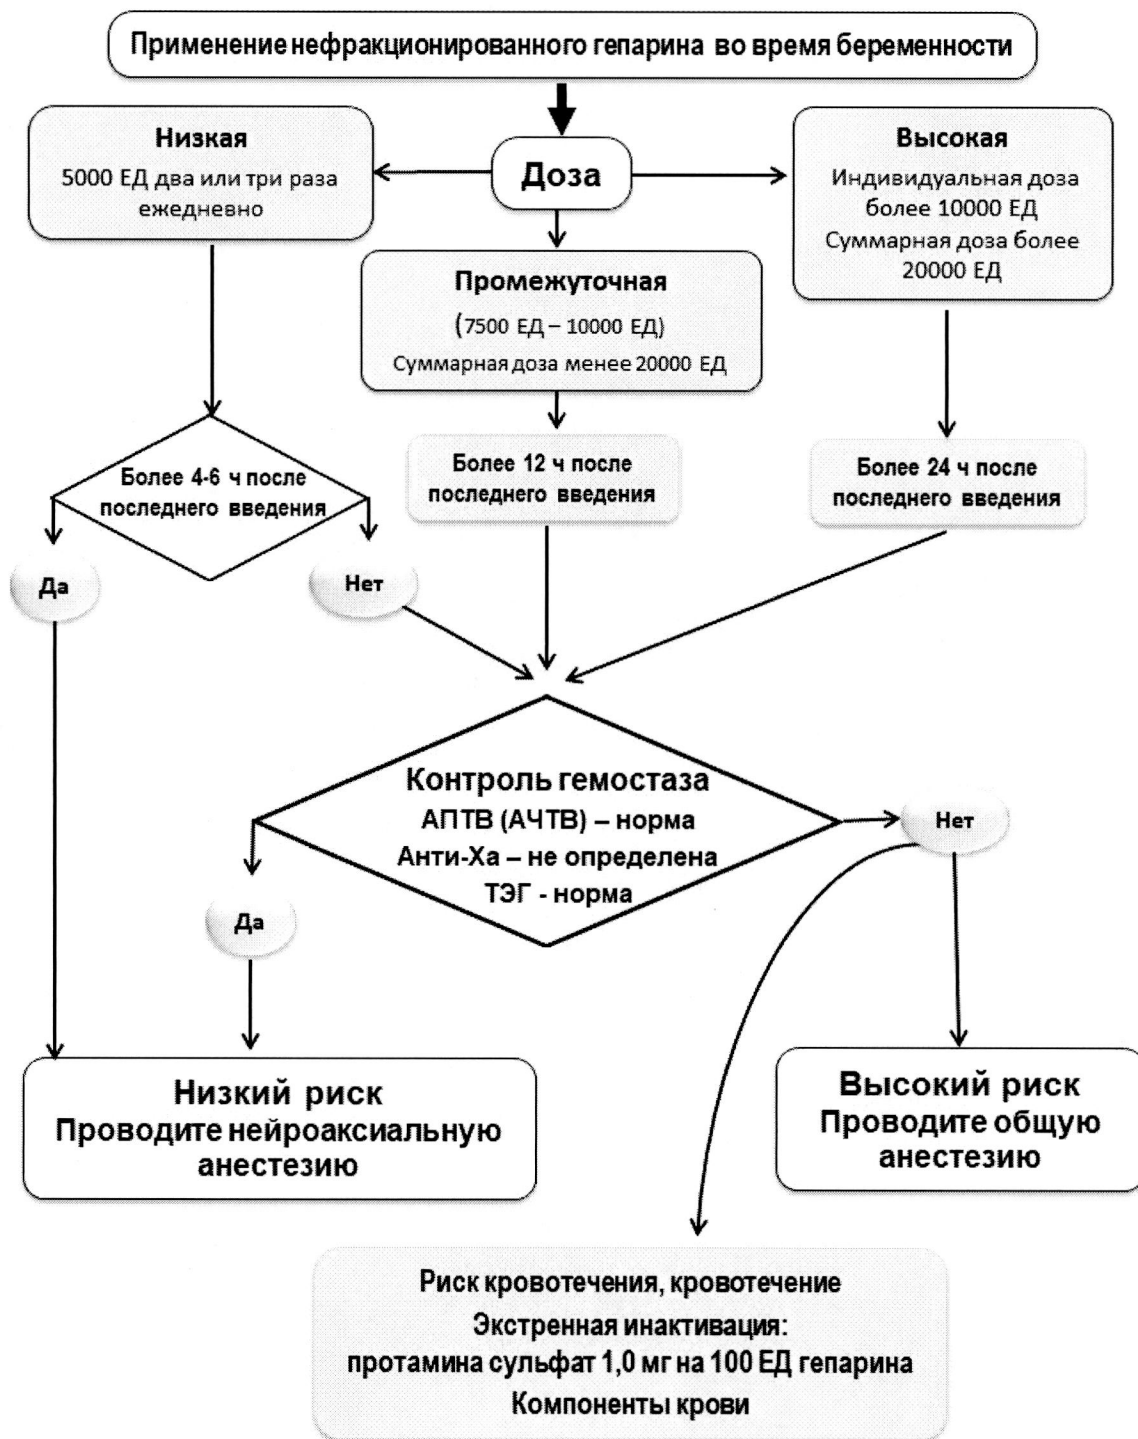 Применение нефракционированного гепарина во время беременности
Доза
Низкая
5000 ЕД два или три раза
ежедневно
Промежуточная
(7500 ЕД – 10000 ЕД)
Суммарная доза менее 20000 ЕД
Высокая
Индивидуальная доза
более 10000 ЕД
Суммарная доза более
20000 ЕД
Более 4-6 ч после
последнего введения
Более 12 ч после
последнего введения
Более 24 ч после
последнего введения
Да
Нет
Контроль гемостаза
АПТВ (АЧТВ) – норма
Анти-Ха – не определена
ТЭГ - норма
Нет
Да
Низкий риск
Проводите нейроаксиальную
анестезию
Высокий риск
Проводите общую
анестезию
Риск кровотечения, кровотечение
Экстренная инактивация:
протамина сульфат 1,0 мг на 100 ЕД гепарина
Компоненты крови